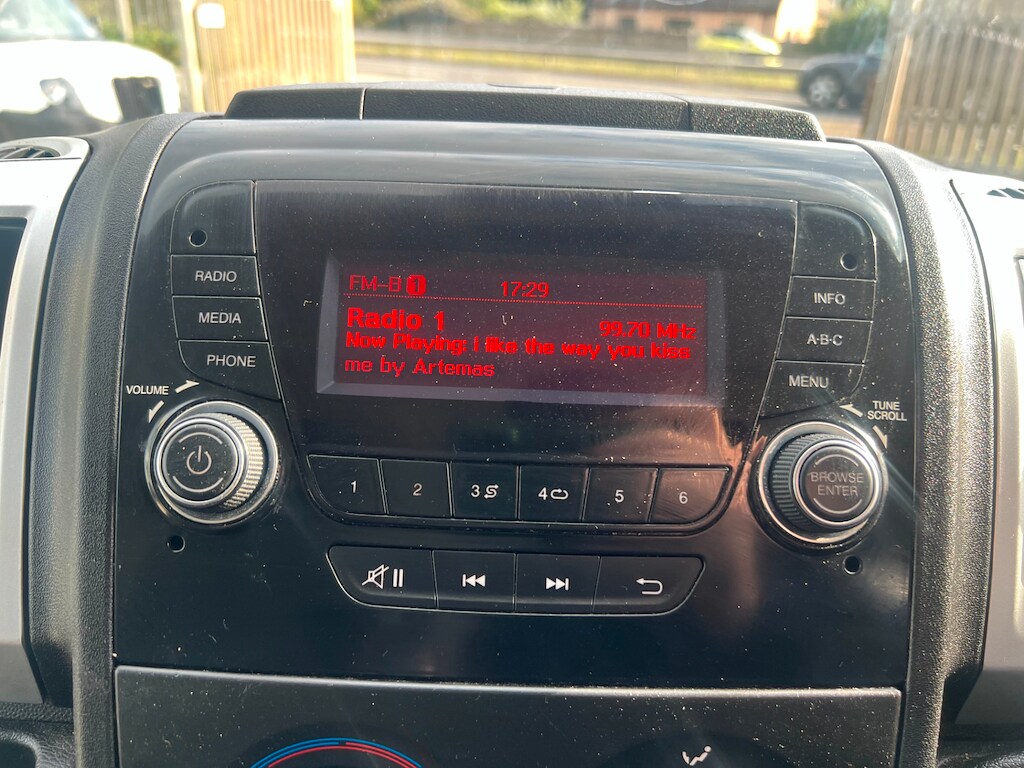 FM-B 1 17:29
Radio 1 99.70 MHz
Now Playing: i like the way you kiss
me by Artemas
RADIO
MEDIA
PHONE
VOLUME
INFO
A-B-C
MENU
TUNE
SCROLL
BROWSE
ENTER
1 2 3 4 5 6